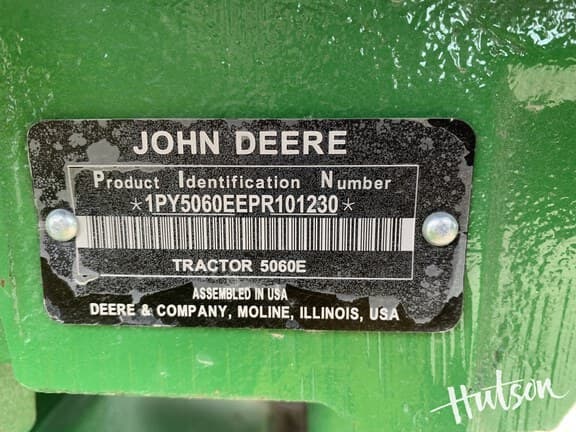 JOHN DEERE
Product Identification Number
*1PY5060EEPR101230*
TRACTOR 5060E
ASSEMBLED IN USA
DEERE & COMPANY, MOLINE, ILLINOIS, USA
Hutson